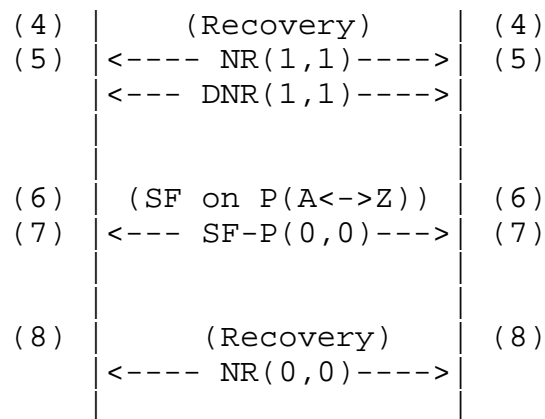 (4) | (Recovery) | (4)
(5) |<---- NR(1,1)---->| (5)
|<--- DNR(1,1)---->|
| |
| |
(6) | (SF on P(A<->Z)) | (6)
(7) |<--- SF-P(0,0)--->| (7)
| |
| |
(8) | (Recovery) | (8)
|<---- NR(0,0)---->|
| |